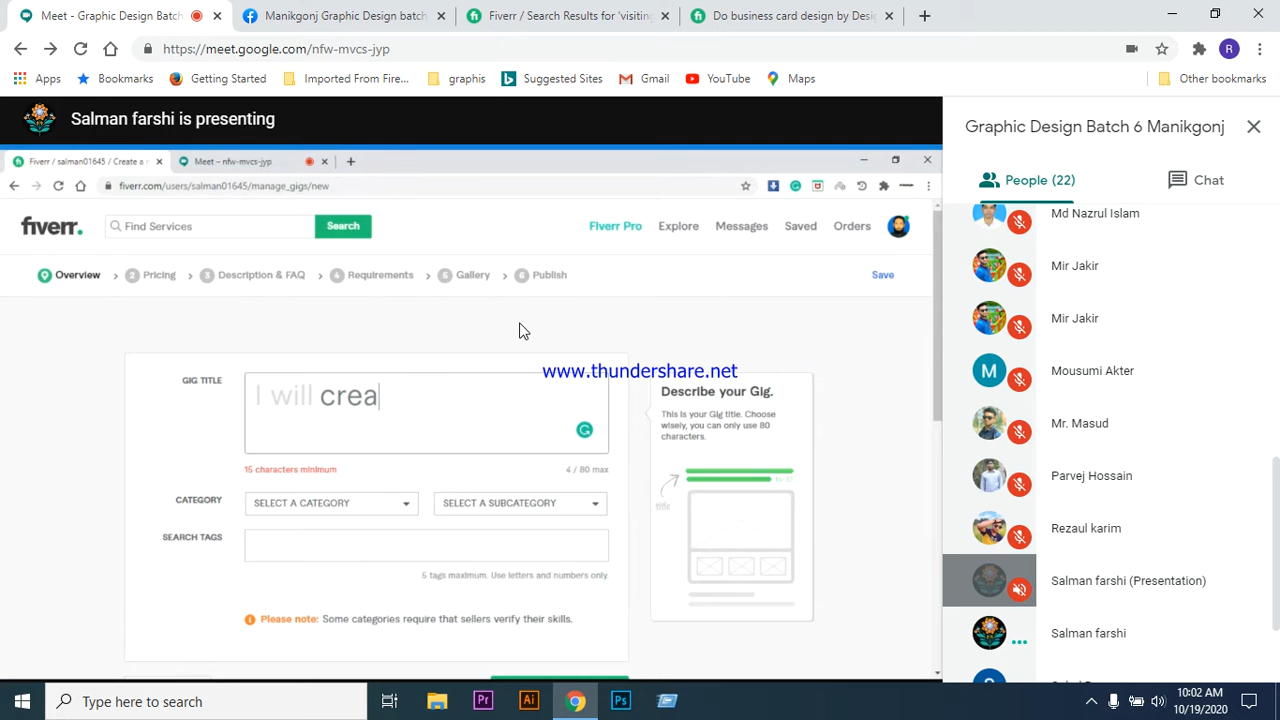 Meet - Graphic Design Batch
Manikgonj Graphic Design batch
Fiverr / Search Results for 'visiting
Do business card design by Des
https://meet.google.com/nfw-mvcs-jyp
R
Apps
Bookmarks
Getting Started
Imported From Fire...
graphis
Suggested Sites
Gmail
YouTube
Maps
Other bookmarks
Salman farshi is presenting
Graphic Design Batch 6 Manikgonj
People (22)
Chat
Fiverr / salman01645 / Create a n
Meet – nfw-mvcs-jyp
fiverr.com/users/salman01645/manage_gigs/new
fiverr.
Find Services
Search
Fiverr Pro
Explore
Messages
Saved
Orders
Overview
2 Pricing
3 Description & FAQ
4 Requirements
5 Gallery
6 Publish
Save
GIG TITLE
I will crea
15 characters minimum
4 / 80 max
CATEGORY
SELECT A CATEGORY
SELECT A SUBCATEGORY
SEARCH TAGS
5 tags maximum. Use letters and numbers only.
Please note: Some categories require that sellers verify their skills.
www.thundershare.net
Describe your Gig.
This is your Gig title. Choose
wisely, you can only use 80
characters.
title
Md Nazrul Islam
Mir Jakir
Mir Jakir
M
Mousumi Akter
Mr. Masud
Parvej Hossain
Rezaul karim
Salman farshi (Presentation)
Salman farshi
Type here to search
Pr
Ai
Ps
10:02 AM
10/19/2020